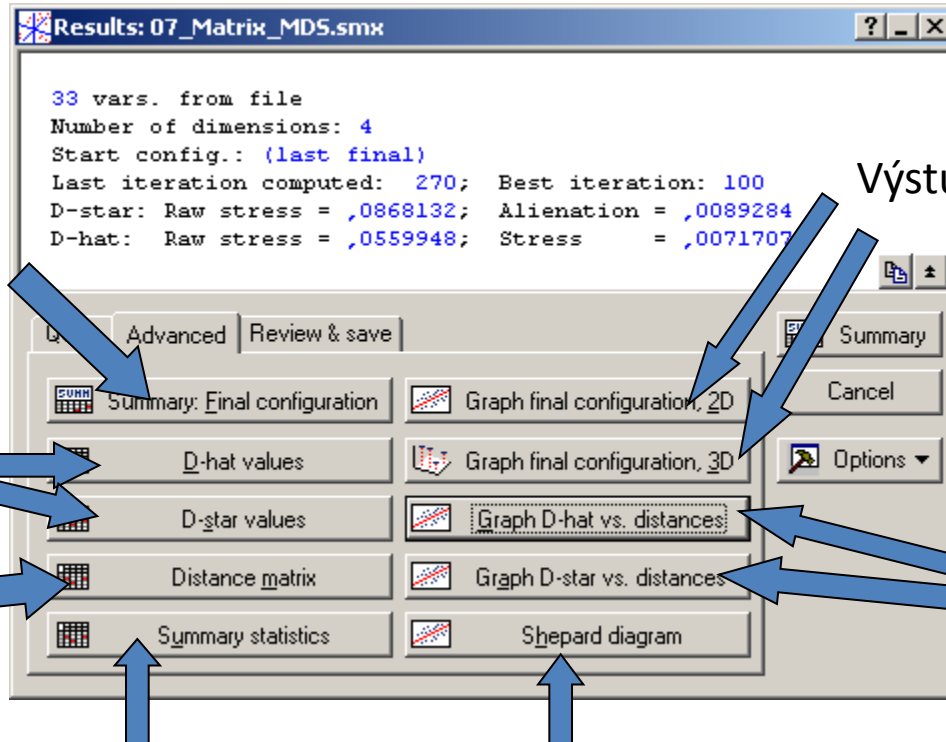 Results: 07_Matrix_MDS.smx
33 vars. from file
Number of dimensions: 4
Start config.: (last final)
Last iteration computed: 270; Best iteration: 100
D-star: Raw stress = ,0868132; Alienation = ,0089284
D-hat: Raw stress = ,0559948; Stress = ,0071707
Advanced
Review & save
Summary
Cancel
Options
Summary: Final configuration
Graph final configuration, 2D
D-hat values
Graph final configuration, 3D
D-star values
Graph D-hat vs. distances
Distance matrix
Graph D-star vs. distances
Summary statistics
Shepard diagram